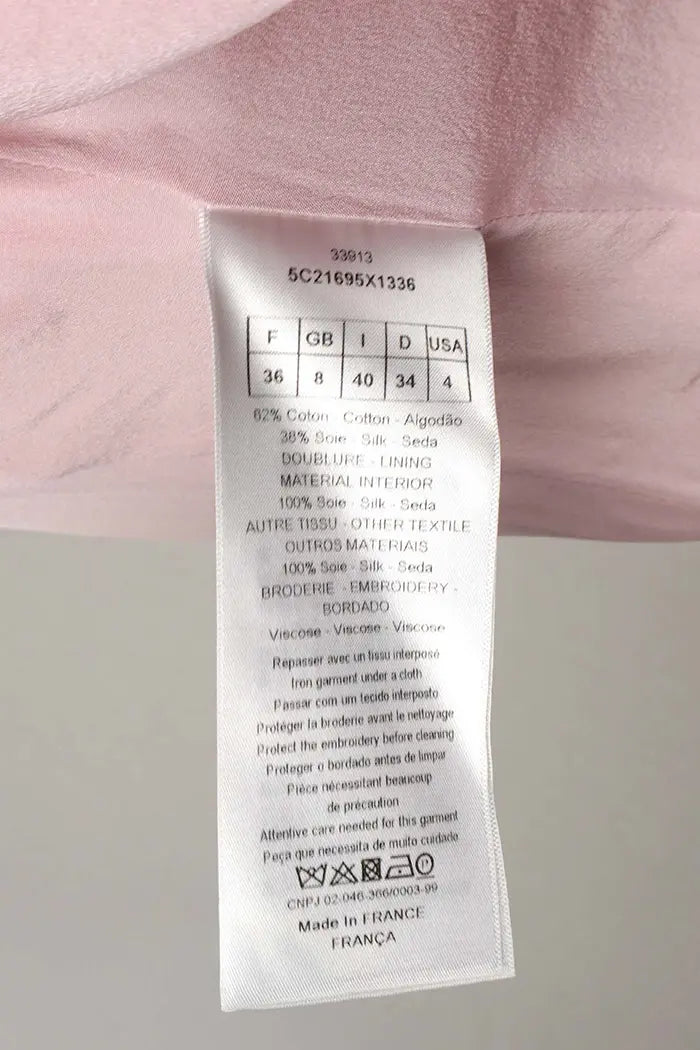 33913
5C21695X1336
F GB I D USA
36 8 40 34 4
62% Coton Cotton - Algodão
38% Soie - Silk - Seda
DOUBLURE - LINING
MATERIAL INTERIOR
100% Soie - Silk - Seda
AUTRE TISSU - OTHER TEXTILE
OUTROS MATERIAIS
100% Soie - Silk - Seda
BRODERIE - EMBROIDERY -
BORDADO
Viscose - Viscose - Viscose
Repasser avec un tissu interposé
Iron garment under a cloth
Passar com um tecido interposto
Protéger la broderie avant le nettoyage
Protect the embroidery before cleaning
Proteger o bordado antes de limpar
Pièce nécessitant beaucoup
de précaution
Attentive care needed for this garment
Peça que necessita de muito cuidado
P
CNPJ 02-046-366/0003-99
Made In FRANCE
FRANÇA